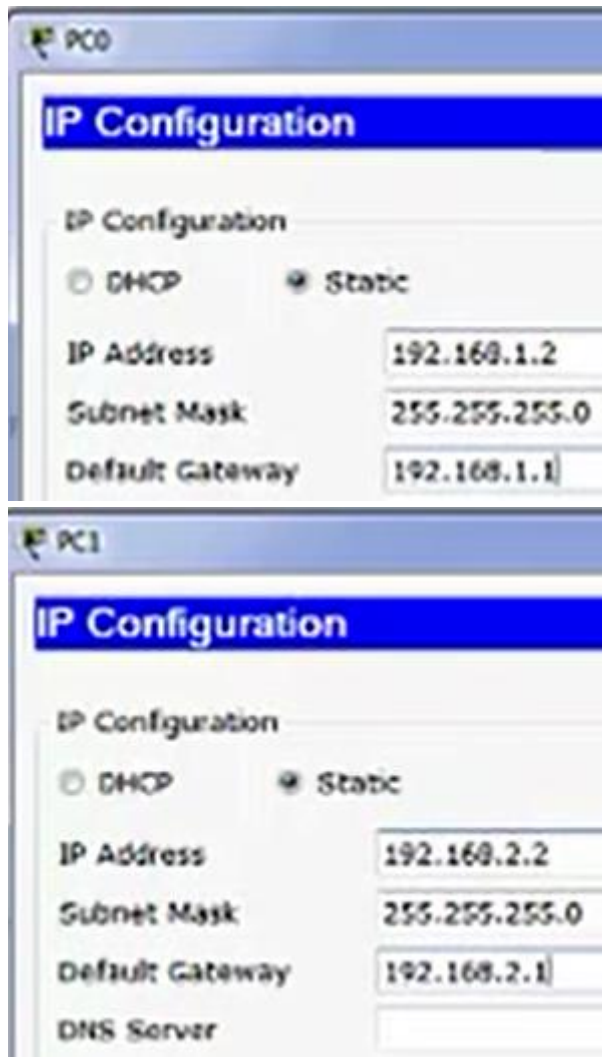 PC0
IP Configuration
IP Configuration
DHCP Static
IP Address 192.168.1.2
Subnet Mask 255.255.255.0
Default Gateway 192.168.1.1
PC1
IP Configuration
IP Configuration
DHCP Static
IP Address 192.168.2.2
Subnet Mask 255.255.255.0
Default Gateway 192.168.2.1
DNS Server